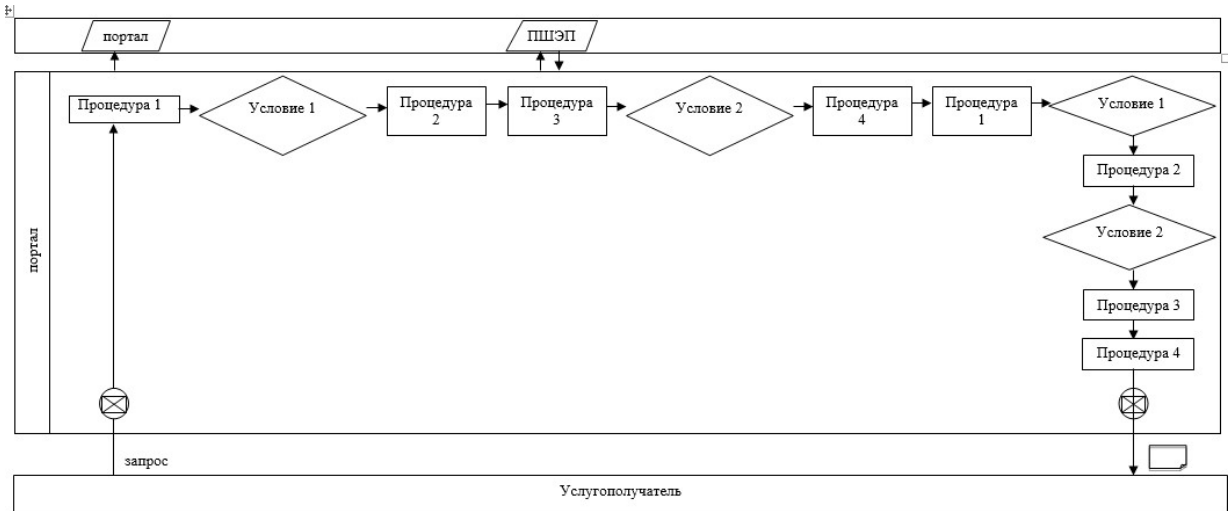 портал
ПШЭП
портал
Процедура 1
Условие 1
Процедура
2
Процедура
3
Условие 2
Процедура
4
Процедура
1
Условие 1
Процедура 2
Условие 2
Процедура 3
Процедура 4
запрос
Услугополучатель